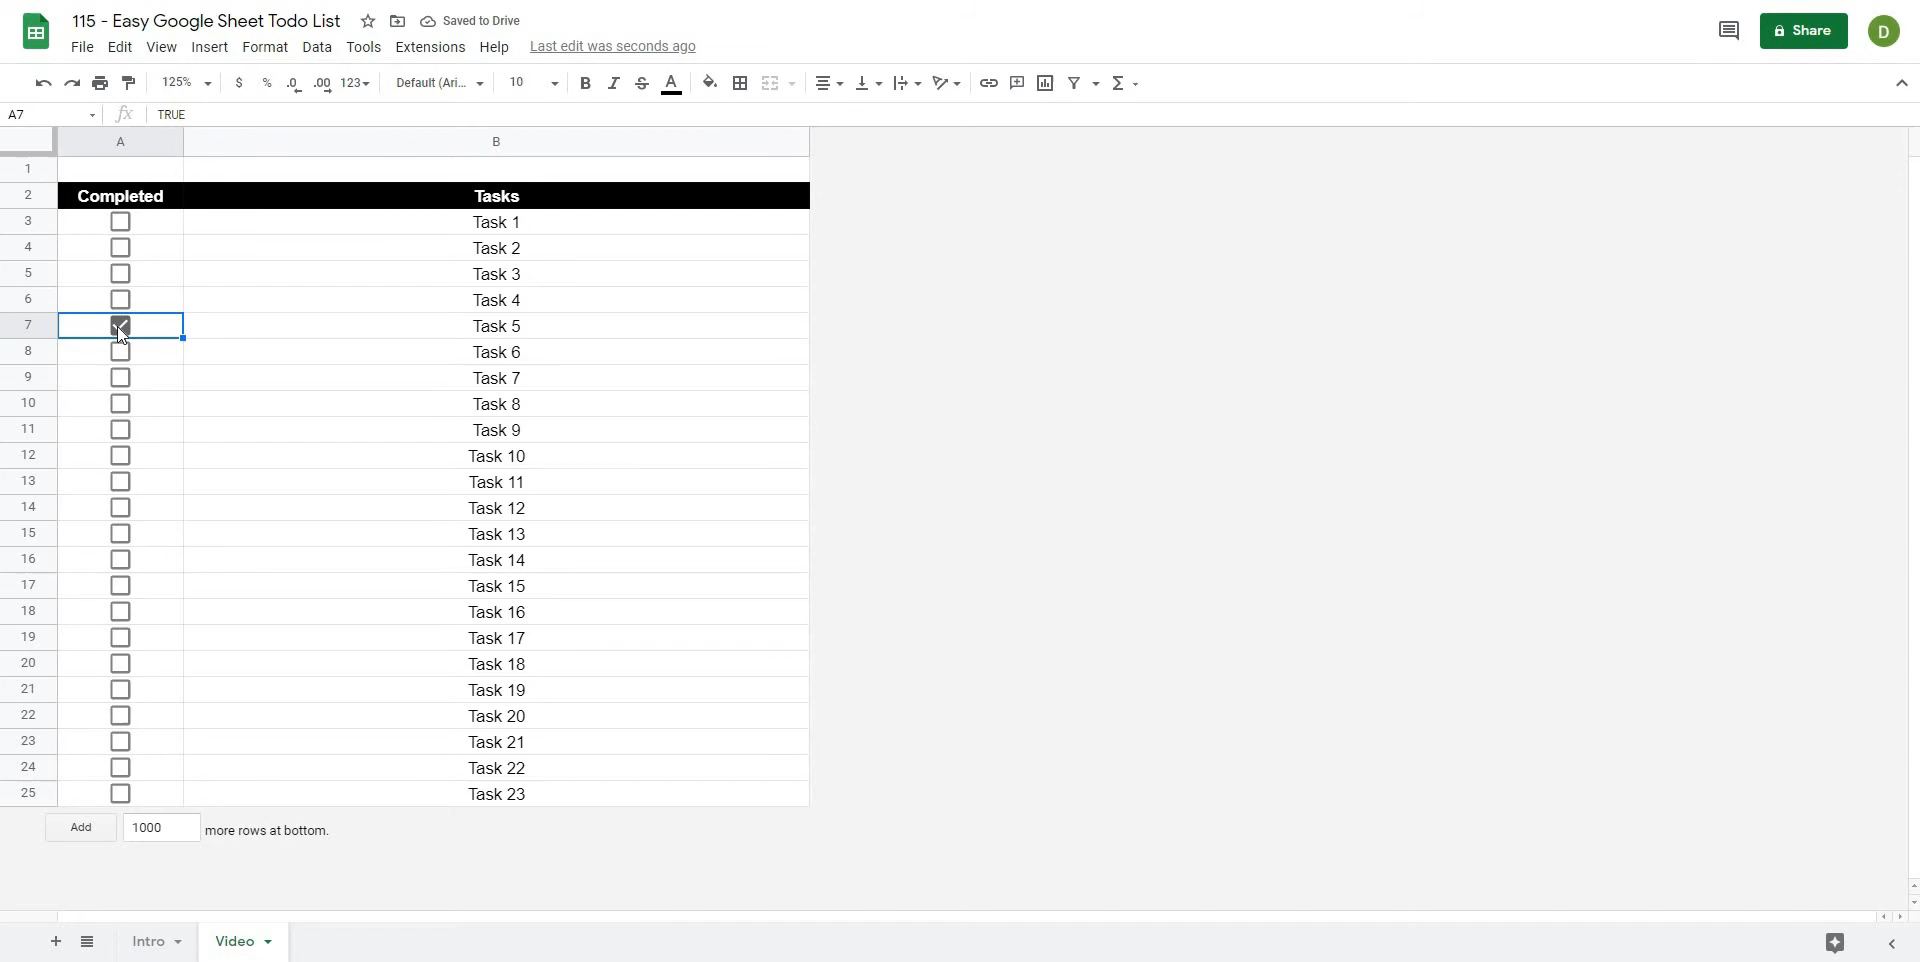 115 - Easy Google Sheet Todo List Saved to Drive
File Edit View Insert Format Data Tools Extensions Help Last edit was seconds ago
Share
D
125% $ % .0 .00 123 Default (Ari... 10 B I S A Σ
A7 fx TRUE
A B
1
2 Completed Tasks
3 Task 1
4 Task 2
5 Task 3
6 Task 4
7 Task 5
8 Task 6
9 Task 7
10 Task 8
11 Task 9
12 Task 10
13 Task 11
14 Task 12
15 Task 13
16 Task 14
17 Task 15
18 Task 16
19 Task 17
20 Task 18
21 Task 19
22 Task 20
23 Task 21
24 Task 22
25 Task 23
Add 1000 more rows at bottom.
Intro Video